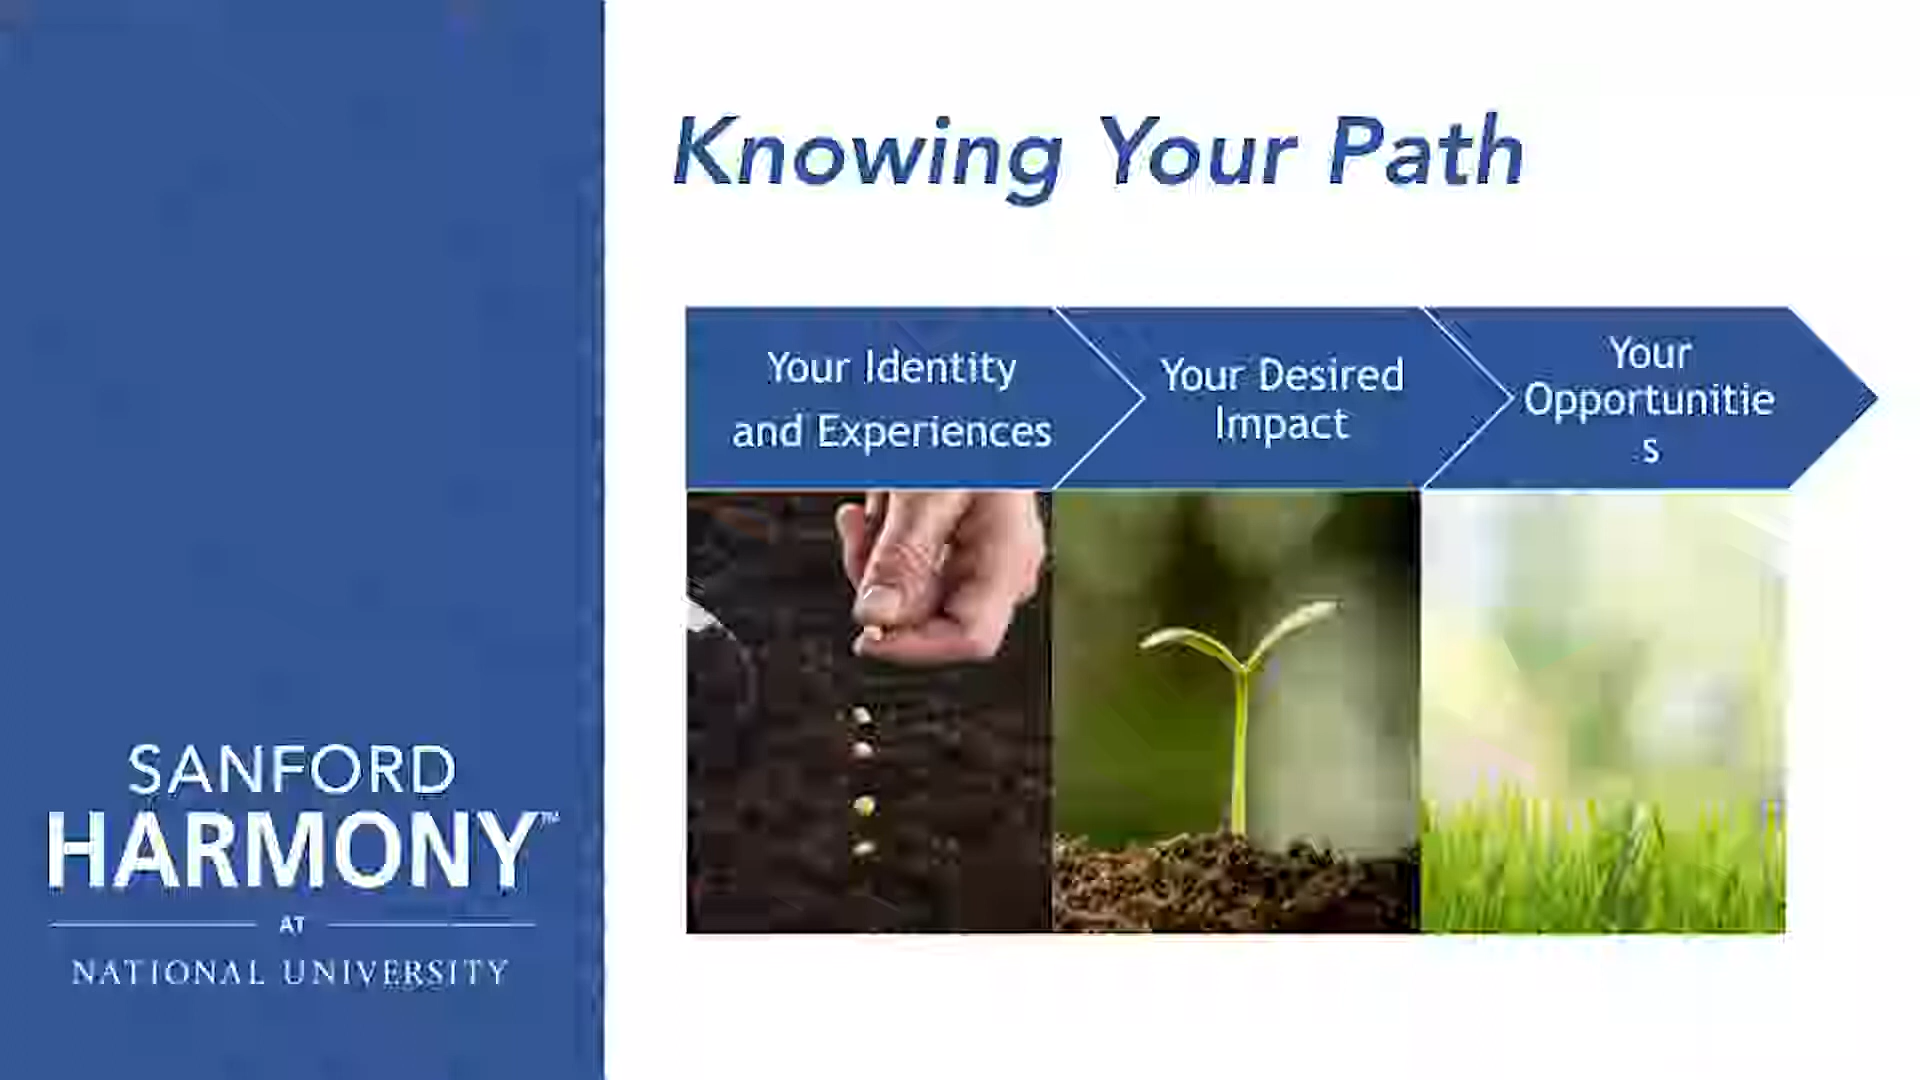 Knowing Your Path
Your Identity
and Experiences
Your Desired
Impact
Your
Opportunitie
s
SANFORD
HARMONY™
AT
NATIONAL UNIVERSITY